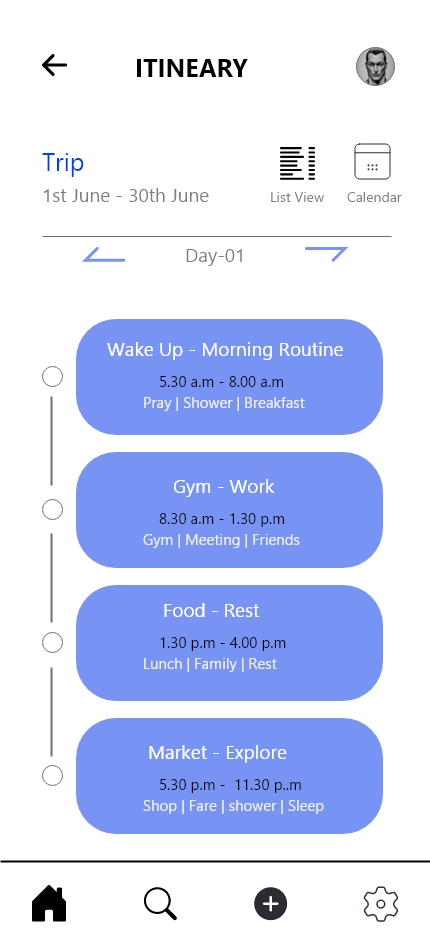 ITINEARY
Trip
1st June - 30th June
List View
Calendar
Day-01
Wake Up - Morning Routine
5.30 a.m - 8.00 a.m
Pray | Shower | Breakfast
Gym - Work
8.30 a.m - 1.30 p.m
Gym | Meeting | Friends
Food - Rest
1.30 p.m - 4.00 p.m
Lunch | Family | Rest
Market - Explore
5.30 p.m -  11.30 p..m
Shop | Fare | shower | Sleep